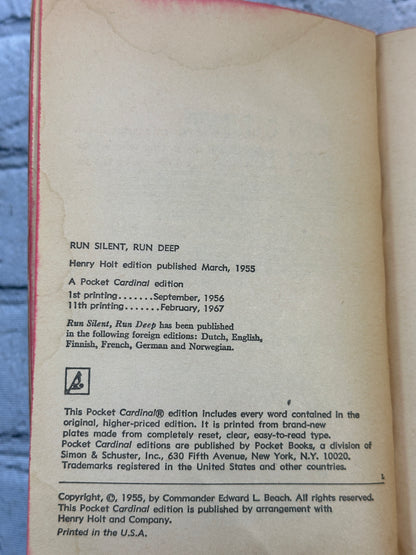 RUN SILENT, RUN DEEP
Henry Holt edition published March, 1955
A Pocket Cardinal edition
1st printing.......September, 1956
11th printing.......February, 1967
Run Silent, Run Deep has been published
in the following foreign editions: Dutch, English,
Finnish, French, German and Norwegian.
This Pocket Cardinal® edition includes every word contained in the
original, higher-priced edition. It is printed from brand-new
plates made from completely reset, clear, easy-to-read type.
Pocket Cardinal editions are published by Pocket Books, a division of
Simon & Schuster, Inc., 630 Fifth Avenue, New York, N.Y. 10020.
Trademarks registered in the United States and other countries.
L
Copyright, ©, 1955, by Commander Edward L. Beach. All rights reserved.
This Pocket Cardinal edition is published by arrangement with
Henry Holt and Company.
Printed in the U.S.A.